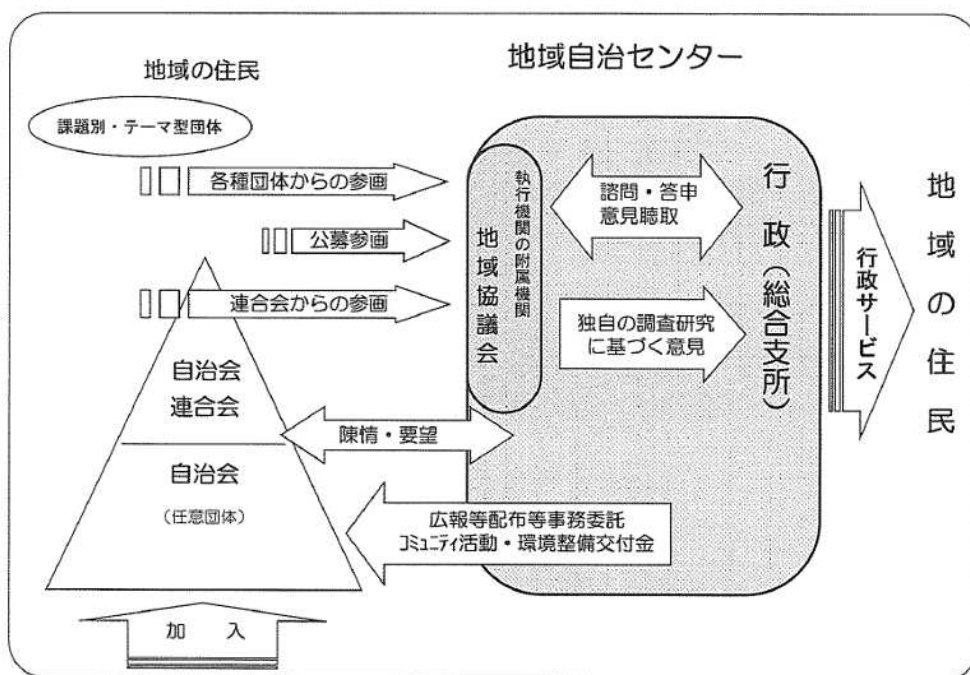 地域の住民
地域自治センター
課題別・テーマ型団体
各種団体からの参画
公募参画
連合会からの参画
自治会
連合会
自治会
(任意団体)
加 入
執行機関の附属機関
地域協議会
諮問・答申
意見聴取
独自の調査研究
に基づく意見
陳情・要望
広報等配布等事務委託
コミュニティ活動・環境整備交付金
行政(総合支所)
行政サービス
地域の住民